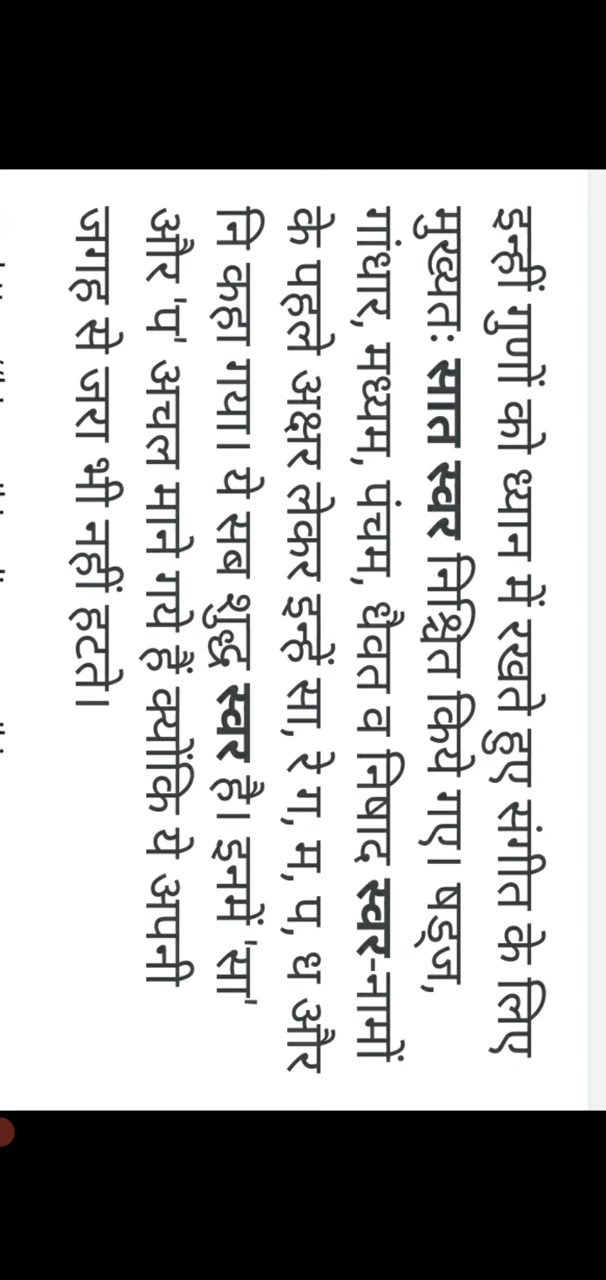 इन्हीं गुणों को ध्यान में रखते हुए संगीत के लिए
मुख्यतः सात स्वर निश्चित किये गए। षड्ज,
गांधार, मध्यम, पंचम, धैवत व निषाद स्वर-नामों
के पहले अक्षर लेकर इन्हें सा, रे ग, म, प, ध और
नि कहा गया। ये सब शुद्ध स्वर है। इनमें 'सा'
और 'प' अचल माने गये हैं क्योंकि ये अपनी
जगह से जरा भी नहीं हटते।